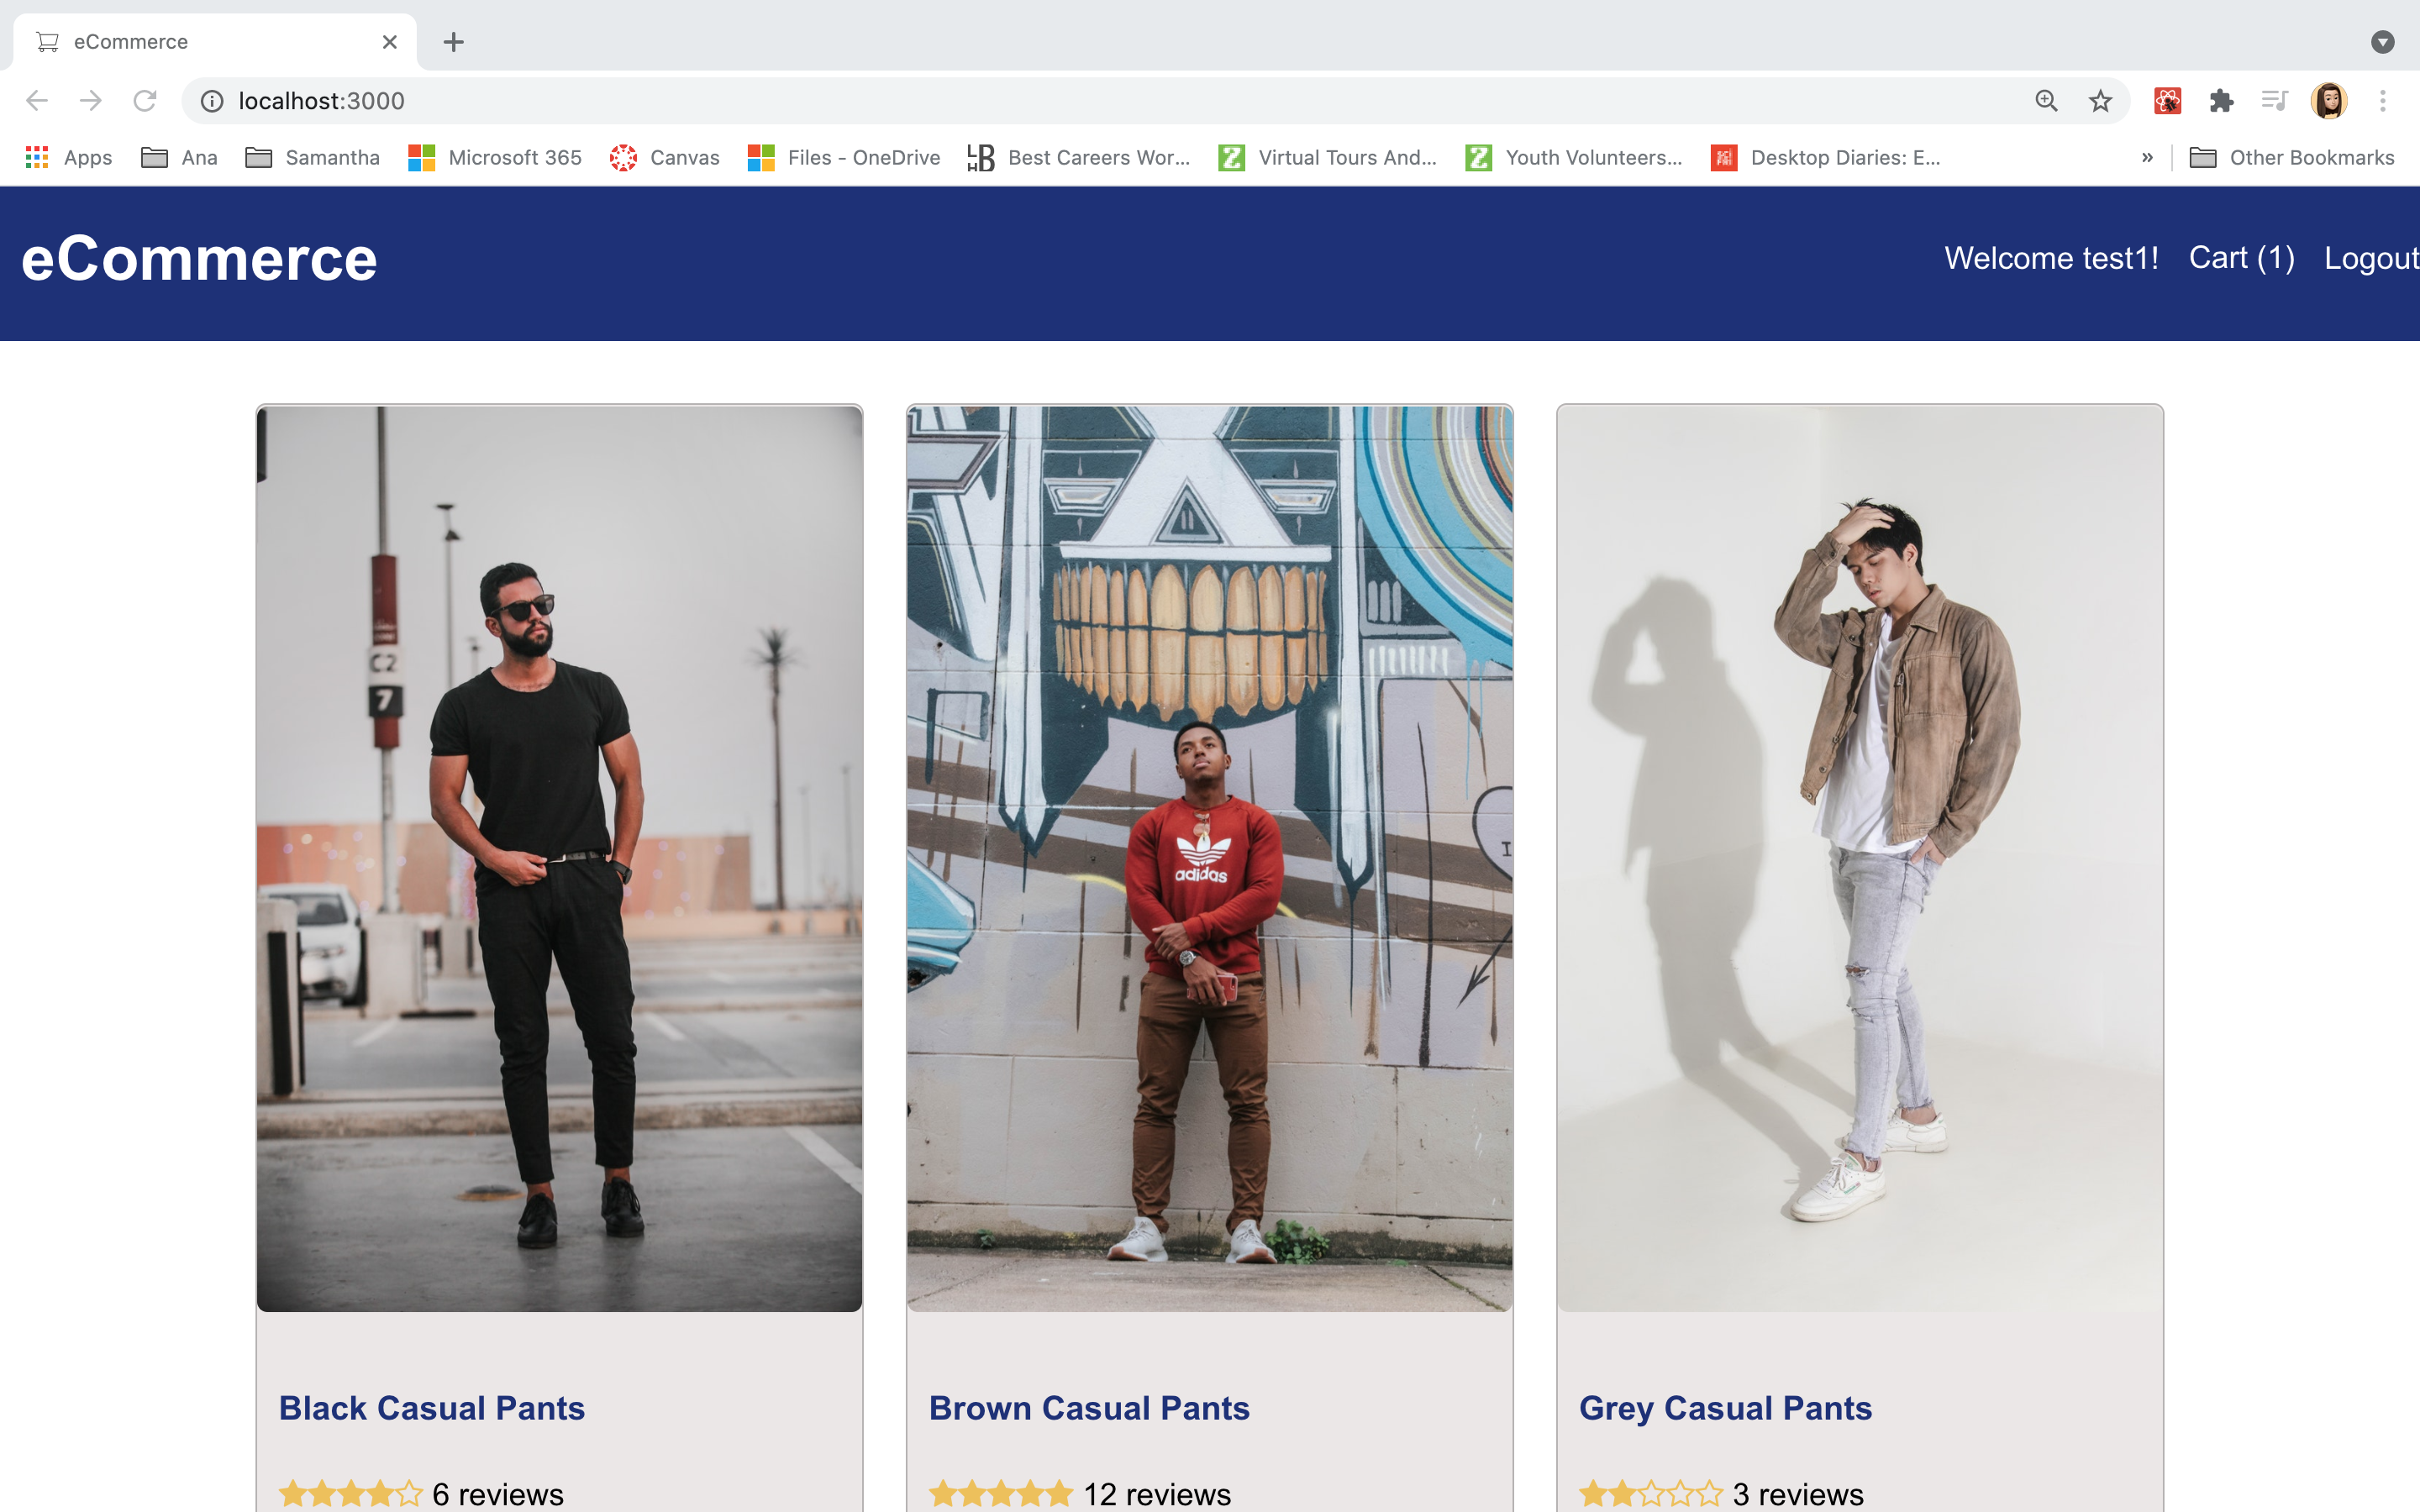 eCommerce
localhost:3000
Apps Ana Samantha Microsoft 365 Canvas Files - OneDrive Best Careers Wor... Virtual Tours And... Youth Volunteers... Desktop Diaries: E... » Other Bookmarks
eCommerce Welcome test1! Cart (1) Logout
C2
7
adidas
Black Casual Pants Brown Casual Pants Grey Casual Pants
6 reviews 12 reviews 3 reviews